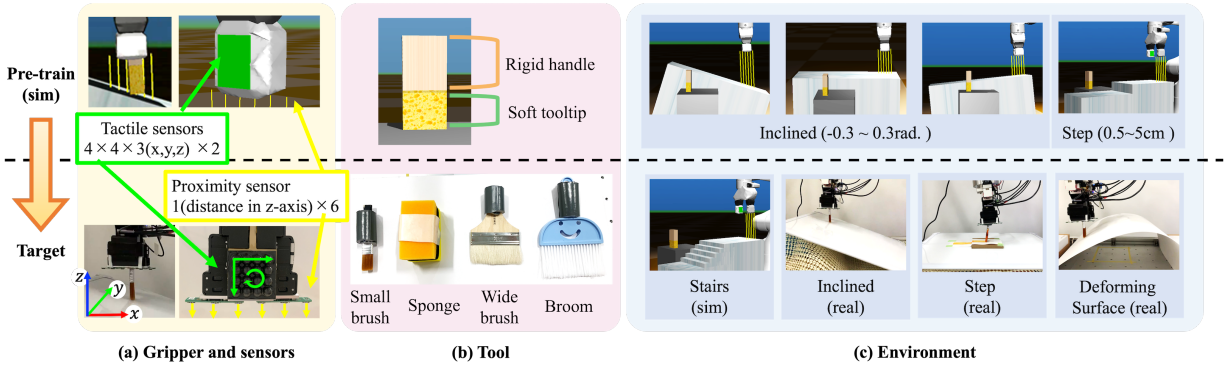 Pre-train
(sim)
Target
Tactile sensors
4×4×3(x,y,z) ×2
Proximity sensor
1(distance in z-axis)×6
z
y
x
(a) Gripper and sensors
Rigid handle
Soft tooltip
Small
brush
Sponge
Wide
brush
Broom
(b) Tool
Inclined (-0.3 ~ 0.3rad. )
Step (0.5~5cm )
Stairs
(sim)
Inclined
(real)
Step
(real)
Deforming
Surface (real)
(c) Environment